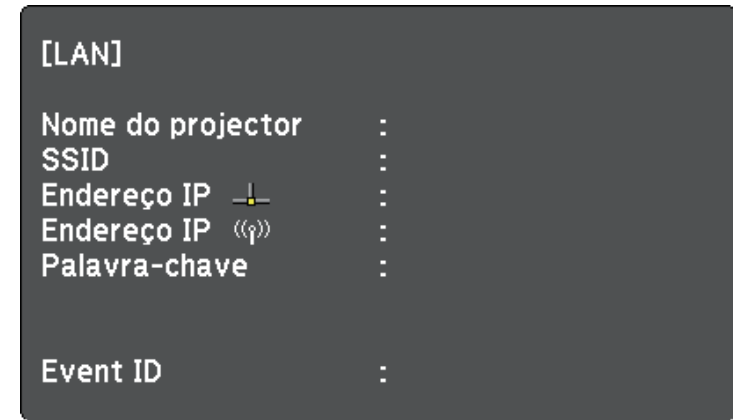 [LAN]
Nome do projector :
SSID :
Endereço IP :
Endereço IP :
Palavra-chave :
Event ID :